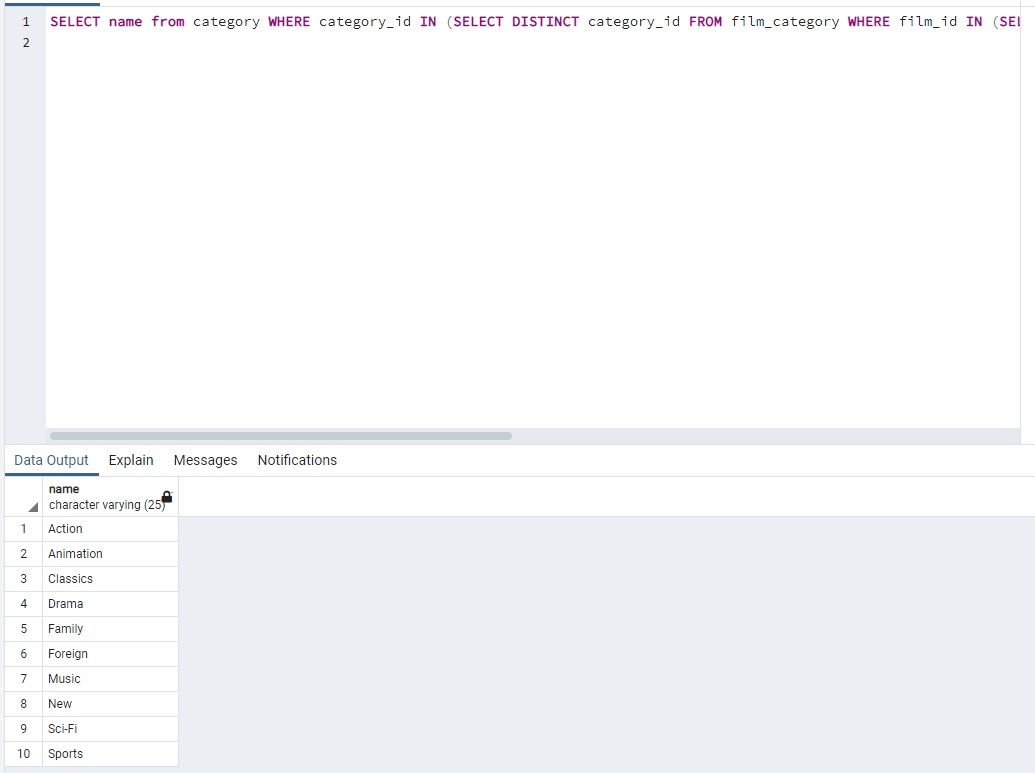 1 SELECT name from category WHERE category_id IN (SELECT DISTINCT category_id FROM film_category WHERE film_id IN (SEL
2
Data Output Explain Messages Notifications
name
character varying (25)
1 Action
2 Animation
3 Classics
4 Drama
5 Family
6 Foreign
7 Music
8 New
9 Sci-Fi
10 Sports